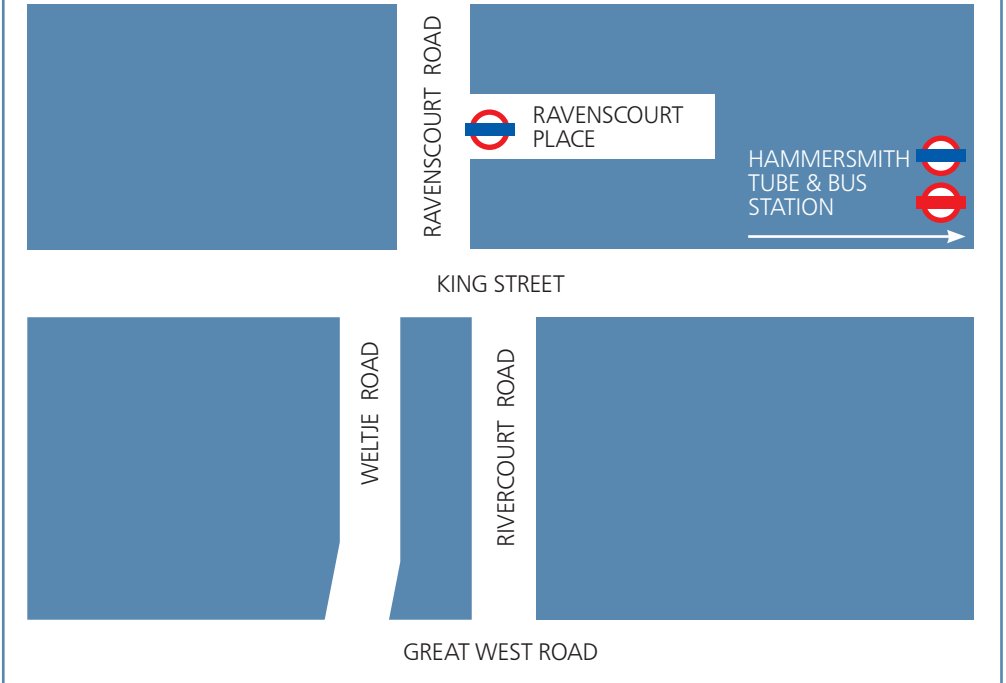 RAVENSCOURT ROAD
RAVENSCOURT
PLACE
HAMMERSMITH
TUBE & BUS
STATION
KING STREET
WELTJE ROAD
RIVERCOURT ROAD
GREAT WEST ROAD